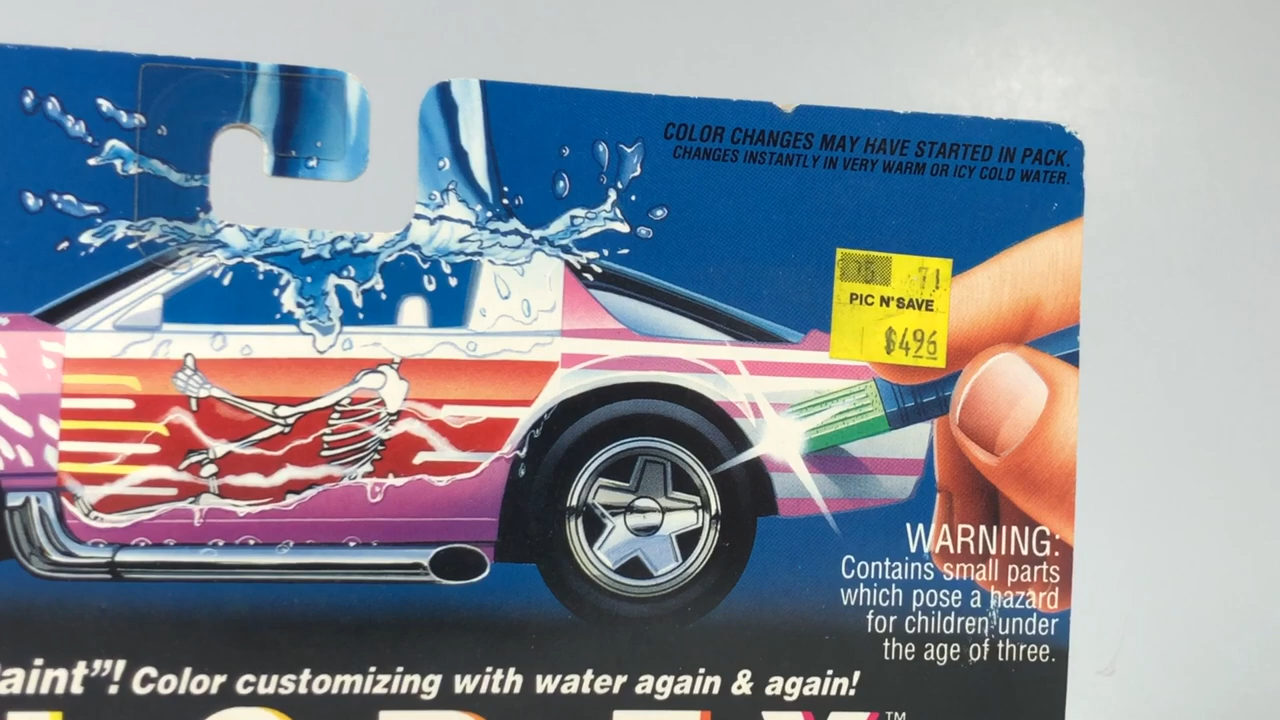 COLOR CHANGES MAY HAVE STARTED IN PACK.
CHANGES INSTANTLY IN VERY WARM OR ICY COLD WATER.
71
PIC N' SAVE
$496
WARNING:
Contains small parts
which pose a hazard
for children under
the age of three.
aint”! Color customizing with water again & again!
TM